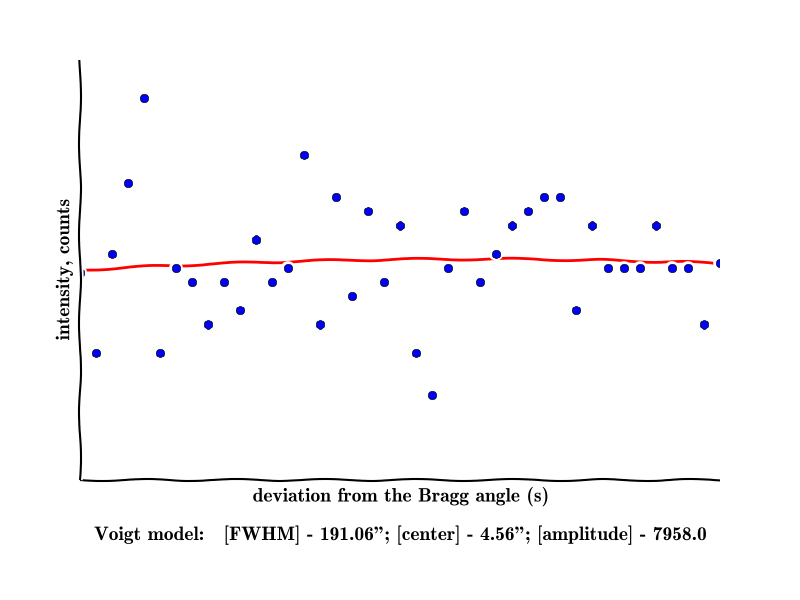 intensity, counts
deviation from the Bragg angle (s)
Voigt model: [FWHM] - 191.06”; [center] - 4.56”; [amplitude] - 7958.0